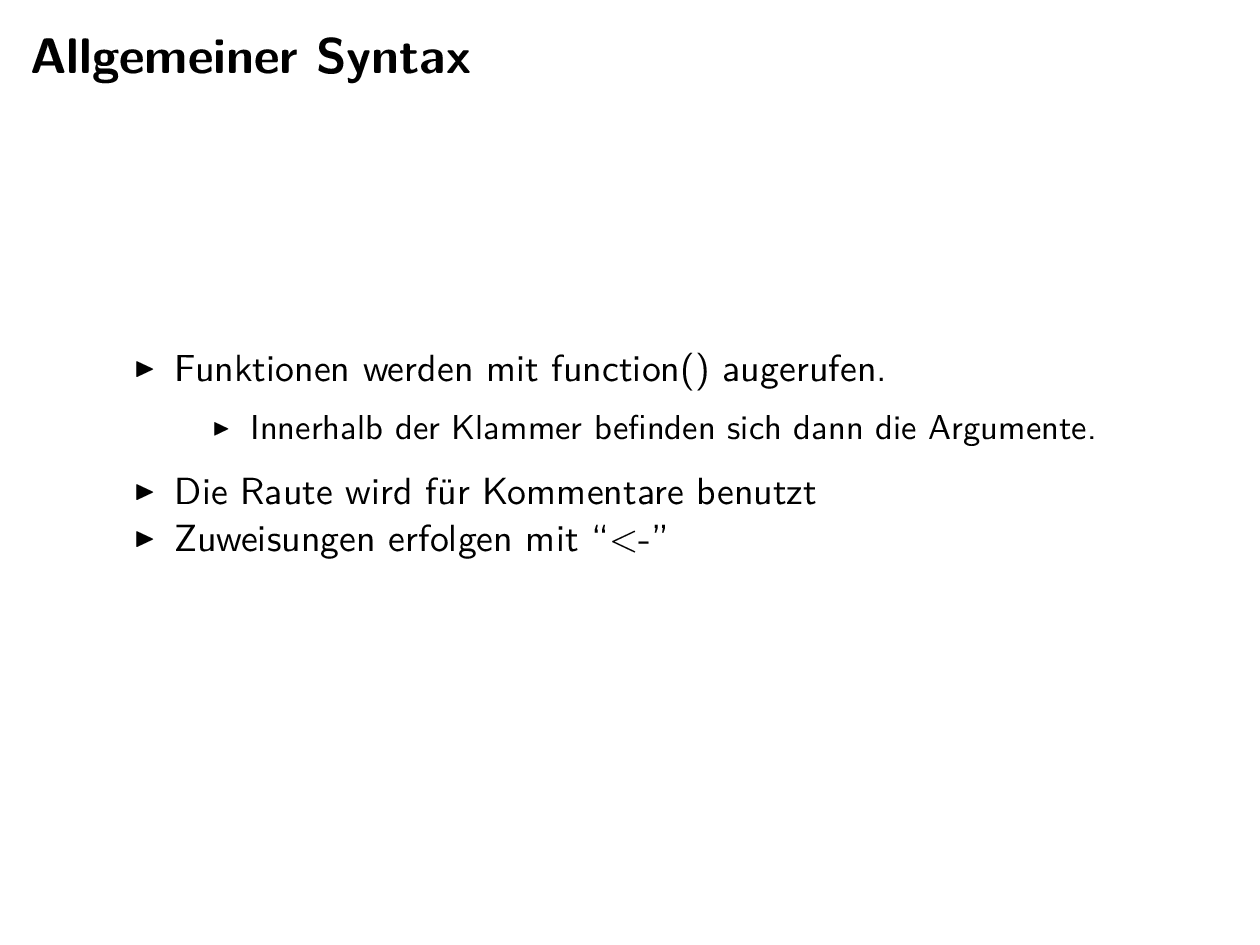 Allgemeiner Syntax
▶ Funktionen werden mit function() augerufen.
▶ Innerhalb der Klammer befinden sich dann die Argumente.
▶ Die Raute wird für Kommentare benutzt
▶ Zuweisungen erfolgen mit “<-”